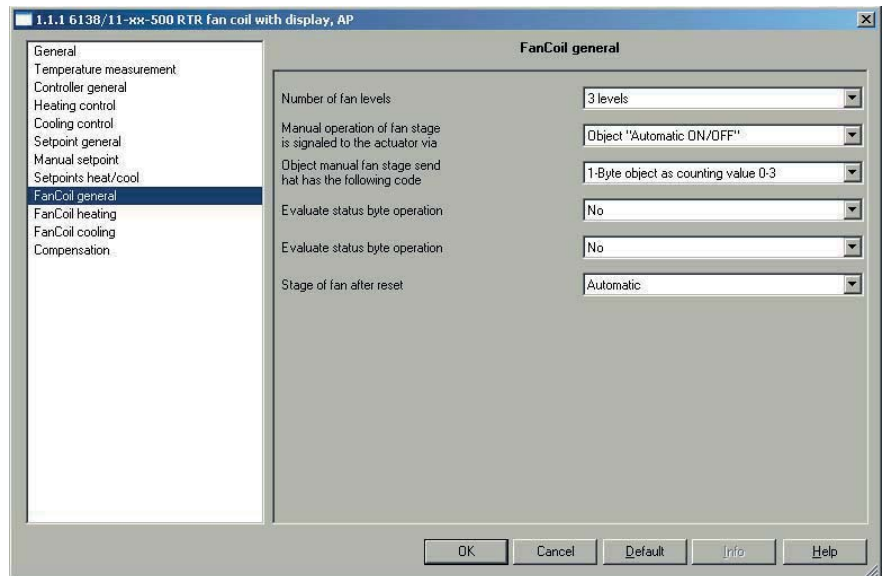 1.1.1 6138/11-xx-500 RTR fan coil with display, AP
General
Temperature measurement
Controller general
Heating control
Cooling control
Setpoint general
Manual setpoint
Setpoints heat/cool
FanCoil general
FanCoil heating
FanCoil cooling
Compensation
FanCoil general
Number of fan levels
3 levels
Manual operation of fan stage
is signaled to the actuator via
Object "Automatic ON/OFF"
Object manual fan stage send
hat has the following code
1-Byte object as counting value 0-3
Evaluate status byte operation
No
Evaluate status byte operation
No
Stage of fan after reset
Automatic
OK
Cancel
Default
Info
Help